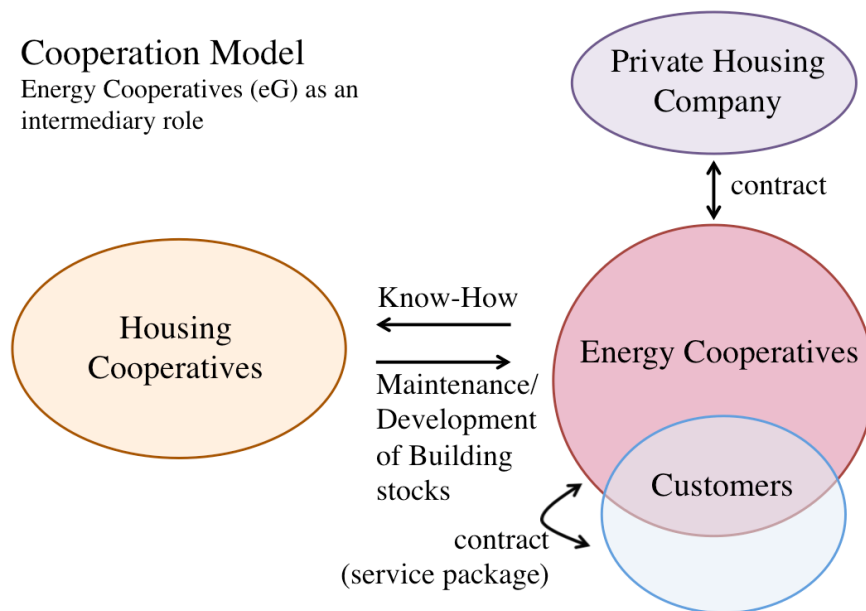 Cooperation Model
Energy Cooperatives (eG) as an
intermediary role
Private Housing
Company
contract
Housing
Cooperatives
Know-How
Maintenance/
Development
of Building
stocks
Energy Cooperatives
Customers
contract
(service package)